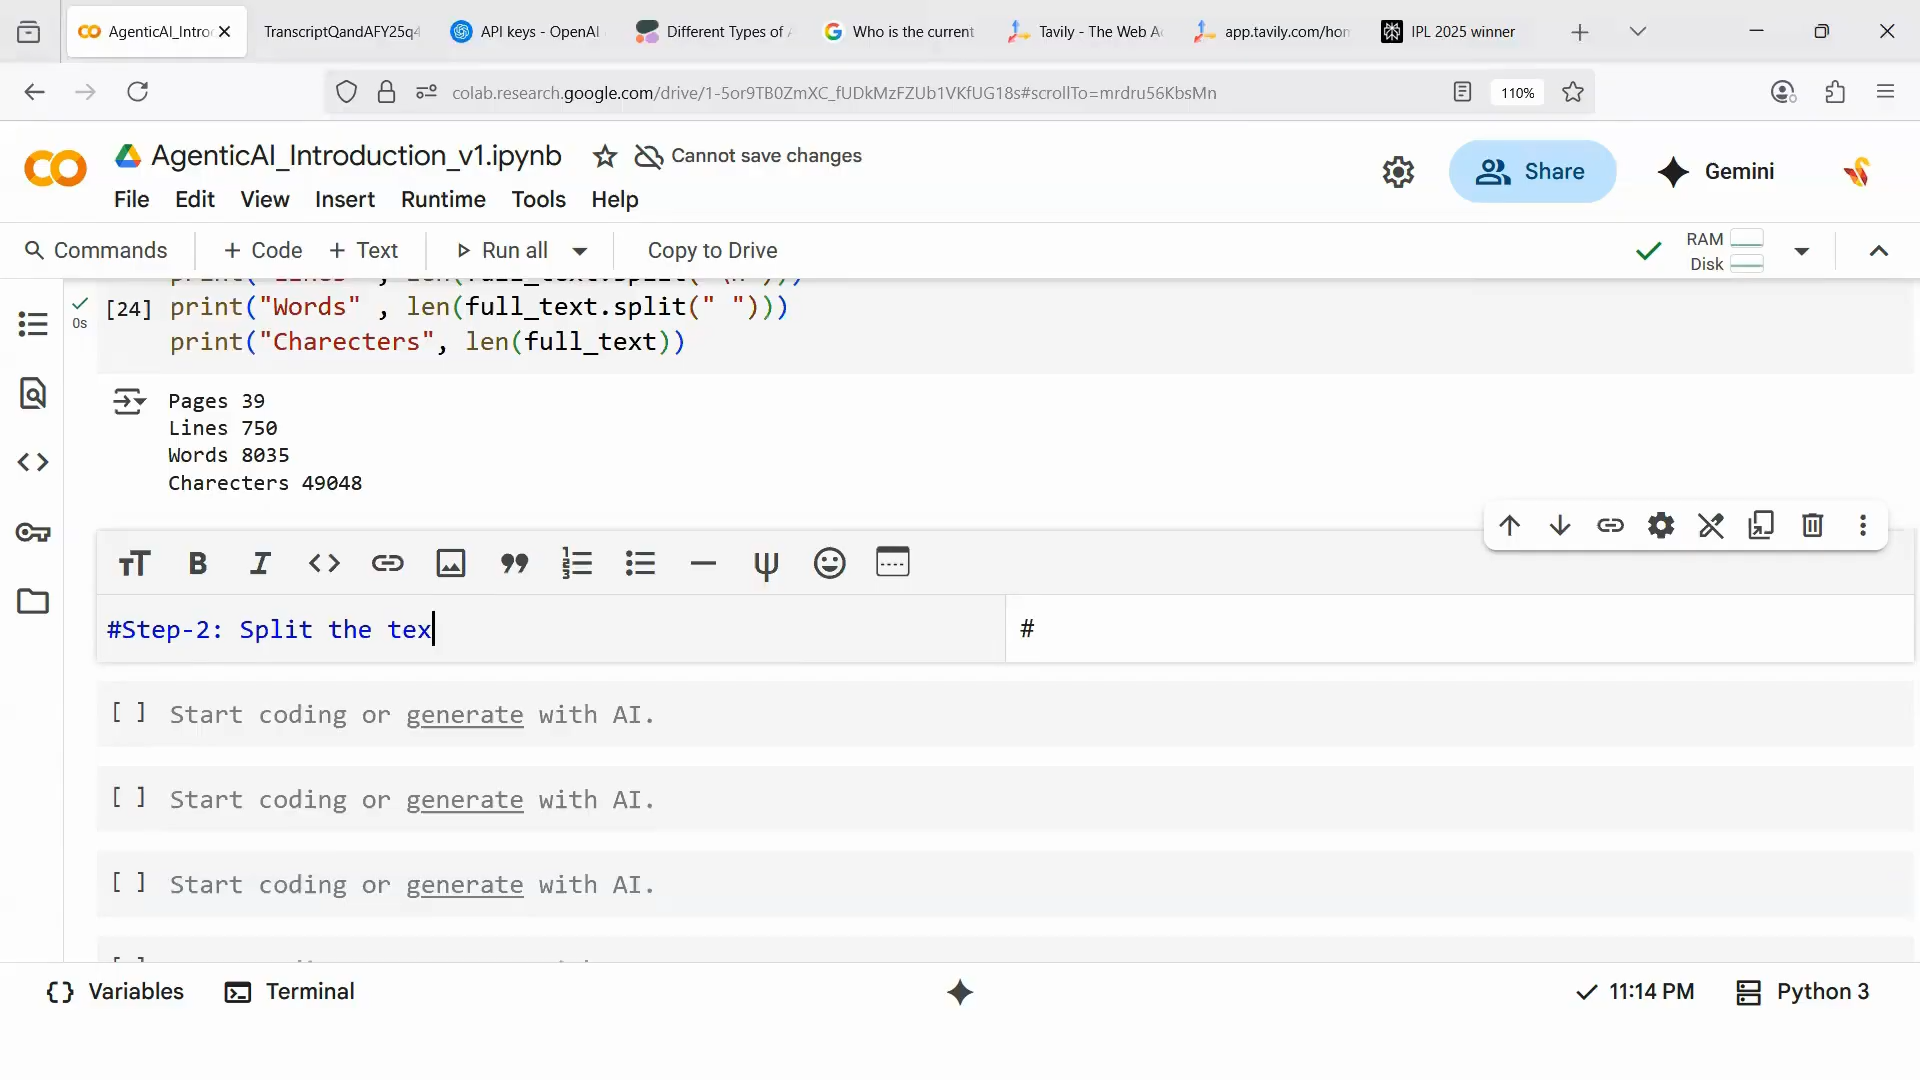 AgenticAI_Intro
TranscriptQandAFY25q4
API keys - OpenAI
Different Types of
Who is the current
Tavily - The Web A
app.tavily.com/hom
IPL 2025 winner
colab.research.google.com/drive/1-5or9TB0ZmXC_fUDkMzFZUb1VKfUG18s#scrollTo=mrdru56KbsMn
110%
AgenticAI_Introduction_v1.ipynb
Cannot save changes
File Edit View Insert Runtime Tools Help
Share
Gemini
Commands
+ Code + Text
Run all
Copy to Drive
RAM
Disk
0s
[24]
print("Words" , len(full_text.split(" ")))
print("Charecters", len(full_text))
Pages 39
Lines 750
Words 8035
Charecters 49048
#Step-2: Split the tex
#
[ ] Start coding or generate with AI.
[ ] Start coding or generate with AI.
[ ] Start coding or generate with AI.
Variables
Terminal
11:14 PM
Python 3